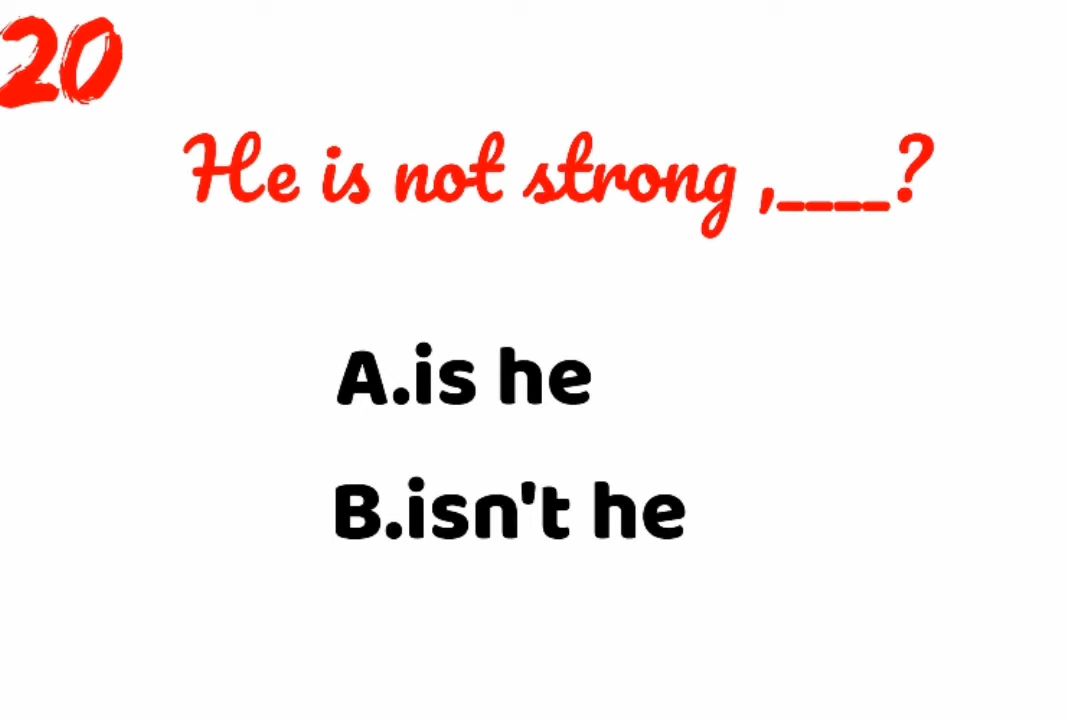 20
He is not strong ,____?
A.is he
B.isn't he